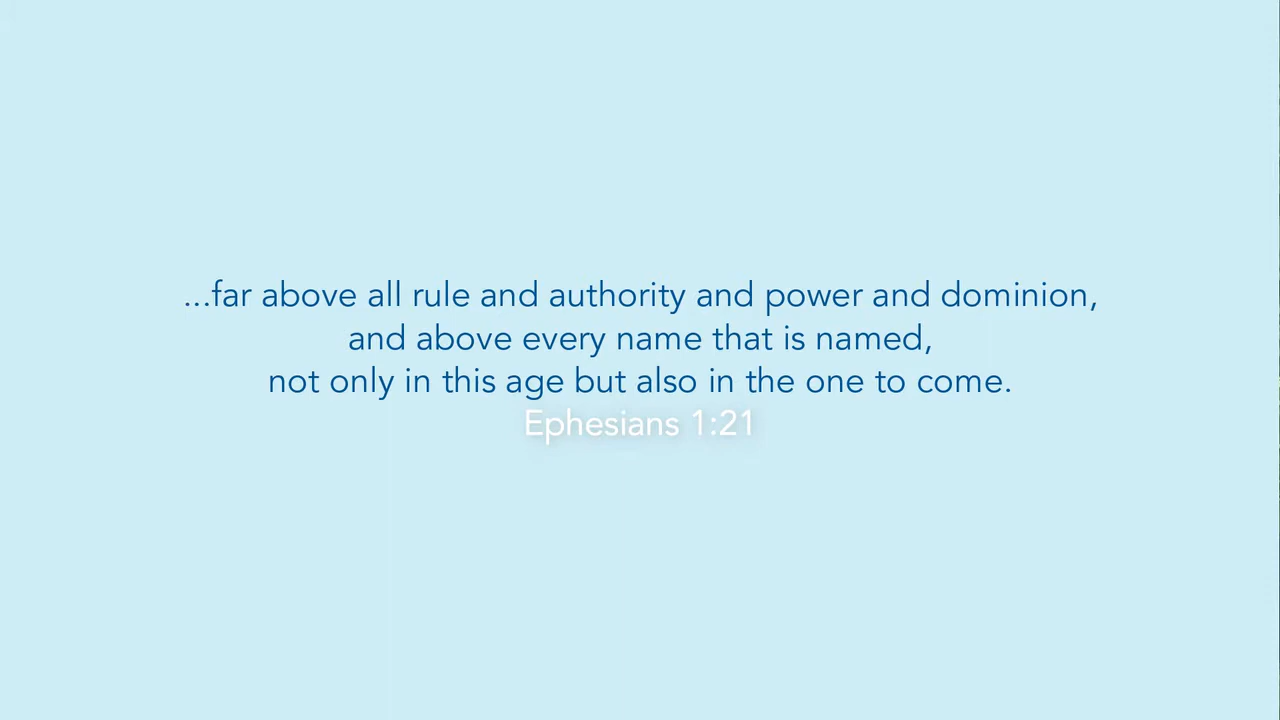 ...far above all rule and authority and power and dominion,
and above every name that is named,
not only in this age but also in the one to come.
Ephesians 1:21